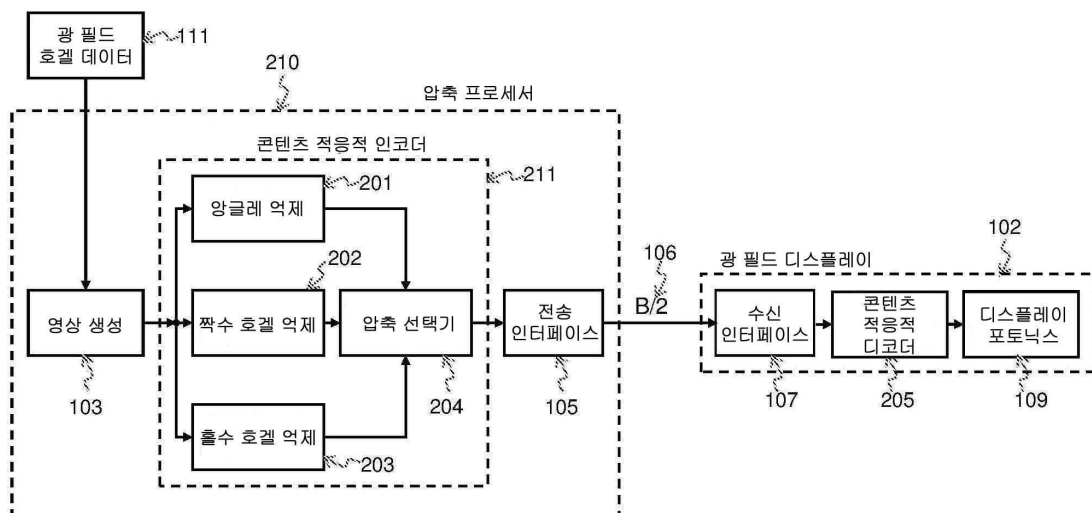 광 필드
호겔 데이터
111
210
압축 프로세서
콘텐츠 적응적 인코더
211
201
앙글레 억제
202
짝수 호겔 억제
홀수 호겔 억제
203
영상 생성
103
압축 선택기
204
전송
인터페이스
105
106
B/2
광 필드 디스플레이
102
수신
인터페이스
107
콘텐츠
적응적
디코더
205
디스플레이
포토닉스
109